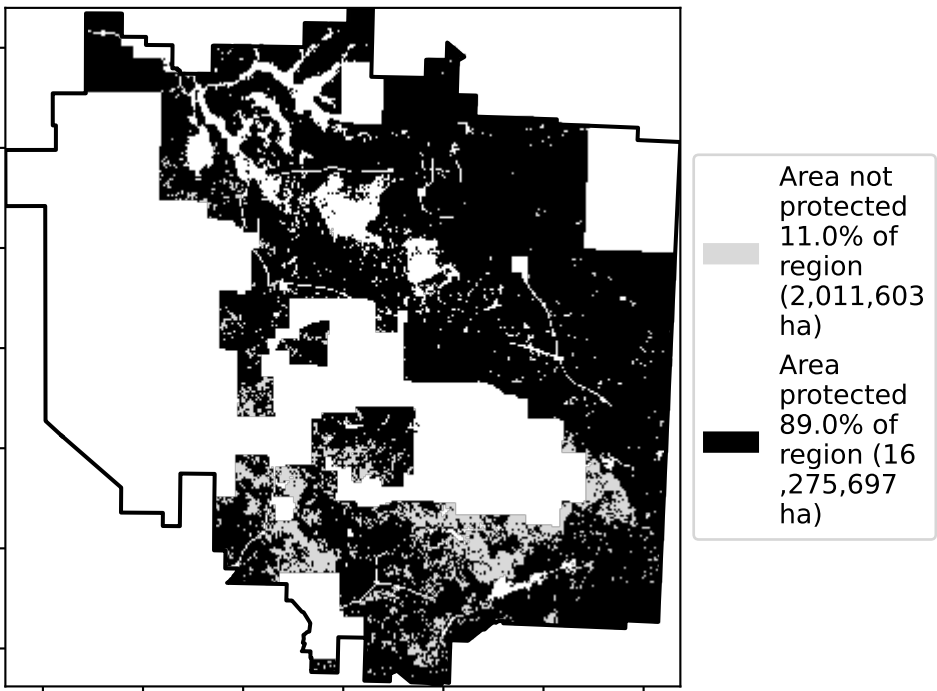 Area not
protected
11.0% of
region
(2,011,603
ha)
Area
protected
89.0% of
region (16
,275,697
ha)